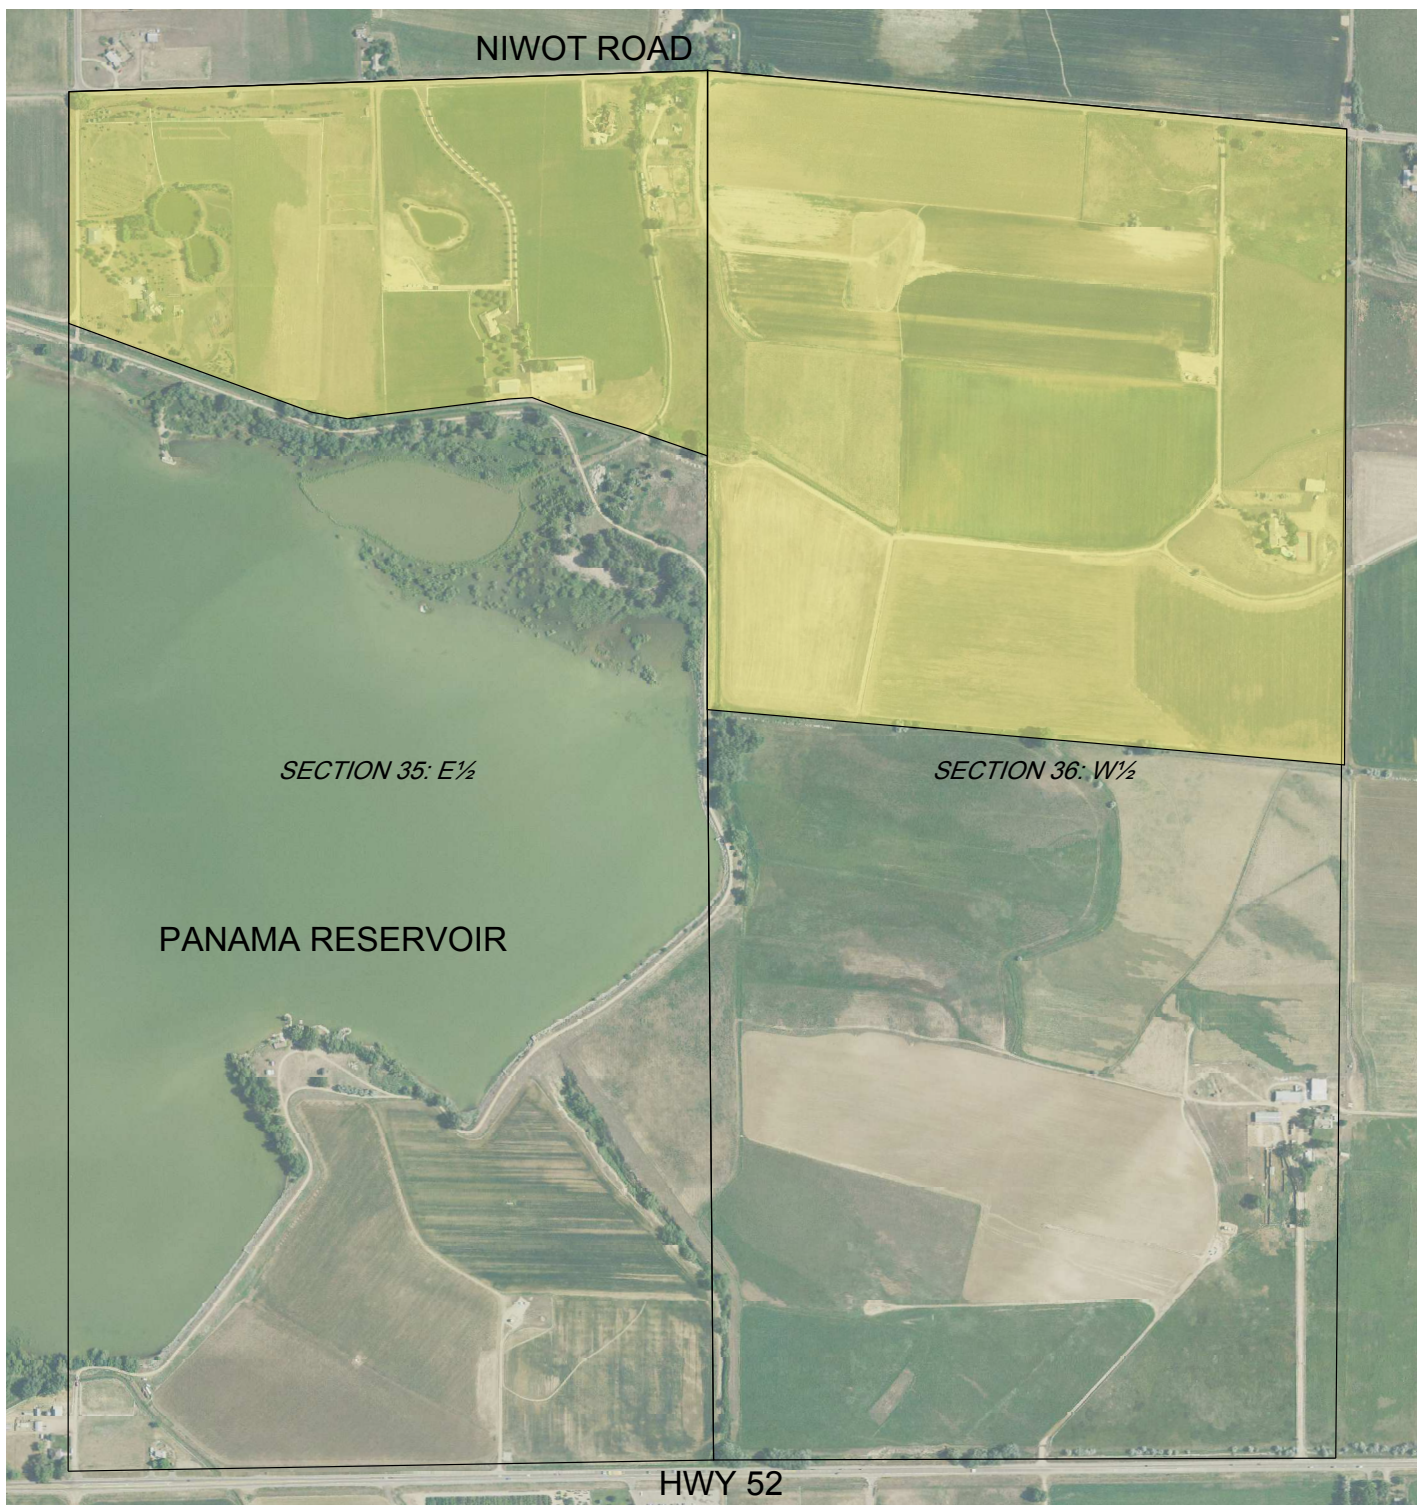 NIWOT ROAD
SECTION 35: E½
SECTION 36: W½
PANAMA RESERVOIR
HWY 52